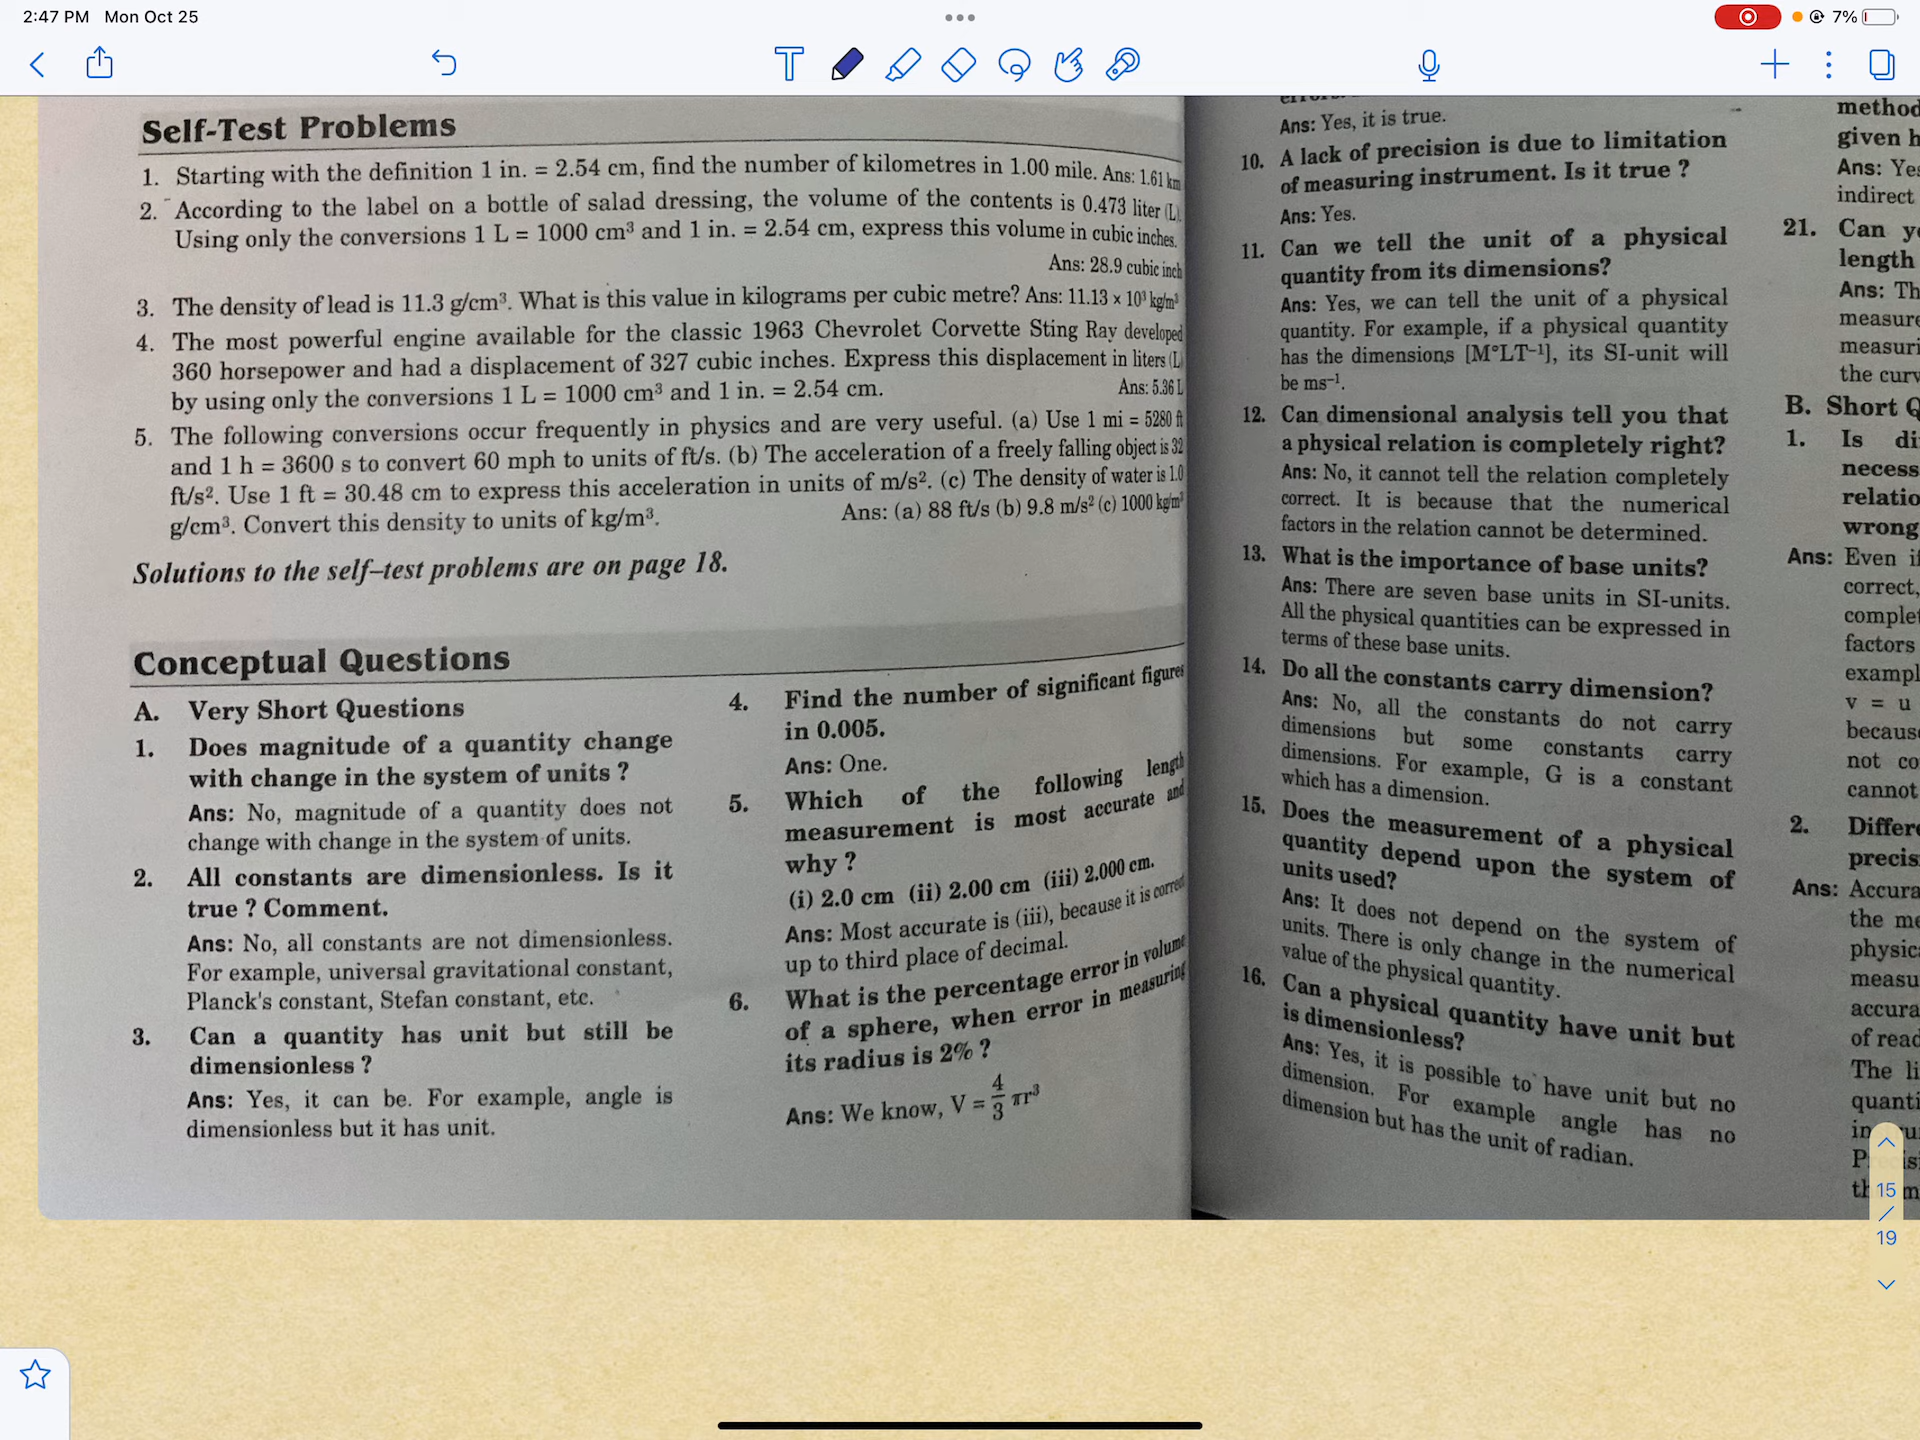 2:47 PM Mon Oct 25
7%
Self-Test Problems
1. Starting with the definition 1 in. = 2.54 cm, find the number of kilometres in 1.00 mile. Ans: 1.61 km
2. According to the label on a bottle of salad dressing, the volume of the contents is 0.473 liter (L).
Using only the conversions 1 L = 1000 cm³ and 1 in. = 2.54 cm, express this volume in cubic inches.
Ans: 28.9 cubic inch
3. The density of lead is 11.3 g/cm³. What is this value in kilograms per cubic metre? Ans: 11.13 × 10³ kg/m³
4. The most powerful engine available for the classic 1963 Chevrolet Corvette Sting Ray developed
360 horsepower and had a displacement of 327 cubic inches. Express this displacement in liters (L)
by using only the conversions 1 L = 1000 cm³ and 1 in. = 2.54 cm. Ans: 5.36 L
5. The following conversions occur frequently in physics and are very useful. (a) Use 1 mi = 5280 ft
and 1 h = 3600 s to convert 60 mph to units of ft/s. (b) The acceleration of a freely falling object is 32
ft/s². Use 1 ft = 30.48 cm to express this acceleration in units of m/s². (c) The density of water is 1.0
g/cm³. Convert this density to units of kg/m³. Ans: (a) 88 ft/s (b) 9.8 m/s² (c) 1000 kg/m³
Solutions to the self–test problems are on page 18.
Conceptual Questions
A. Very Short Questions
1. Does magnitude of a quantity change
with change in the system of units ?
Ans: No, magnitude of a quantity does not
change with change in the system of units.
2. All constants are dimensionless. Is it
true ? Comment.
Ans: No, all constants are not dimensionless.
For example, universal gravitational constant,
Planck's constant, Stefan constant, etc.
3. Can a quantity has unit but still be
dimensionless ?
Ans: Yes, it can be. For example, angle is
dimensionless but it has unit.
4. Find the number of significant figures
in 0.005.
Ans: One.
5. Which of the following length
measurement is most accurate and
why ?
(i) 2.0 cm (ii) 2.00 cm (iii) 2.000 cm.
Ans: Most accurate is (iii), because it is correct
up to third place of decimal.
6. What is the percentage error in volume
of a sphere, when error in measuring
its radius is 2% ?
Ans: We know, V = 4/3 πr³
Ans: Yes, it is true.
10. A lack of precision is due to limitation
of measuring instrument. Is it true ?
Ans: Yes.
11. Can we tell the unit of a physical
quantity from its dimensions?
Ans: Yes, we can tell the unit of a physical
quantity. For example, if a physical quantity
has the dimensions [M°LT⁻¹], its SI-unit will
be ms⁻¹.
12. Can dimensional analysis tell you that
a physical relation is completely right?
Ans: No, it cannot tell the relation completely
correct. It is because that the numerical
factors in the relation cannot be determined.
13. What is the importance of base units?
Ans: There are seven base units in SI-units.
All the physical quantities can be expressed in
terms of these base units.
14. Do all the constants carry dimension?
Ans: No, all the constants do not carry
dimensions but some constants carry
dimensions. For example, G is a constant
which has a dimension.
15. Does the measurement of a physical
quantity depend upon the system of
units used?
Ans: It does not depend on the system of
units. There is only change in the numerical
value of the physical quantity.
16. Can a physical quantity have unit but
is dimensionless?
Ans: Yes, it is possible to have unit but no
dimension. For example angle has no
dimension but has the unit of radian.
method
given h
Ans: Yes
indirect
21. Can y
length
Ans: Th
measure
measuri
the curv
B. Short Q
1. Is di
necess
relatio
wrong
Ans: Even if
correct,
complet
factors
exampl
v = u
because
not co
cannot
2. Differe
precis
Ans: Accura
the me
physica
measu
accura
of read
The li
quanti
15
/
19